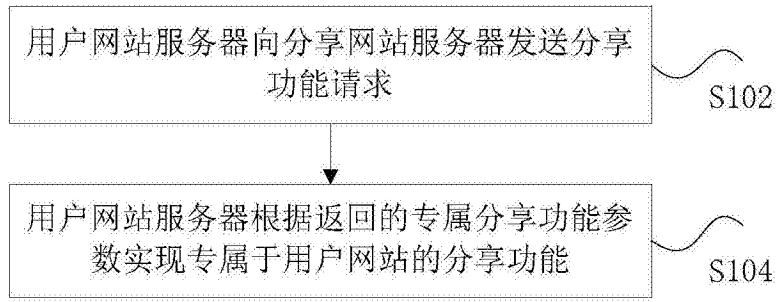 用户网站服务器向分享网站服务器发送分享
功能请求
S102
用户网站服务器根据返回的专属分享功能参
数实现专属于用户网站的分享功能
S104